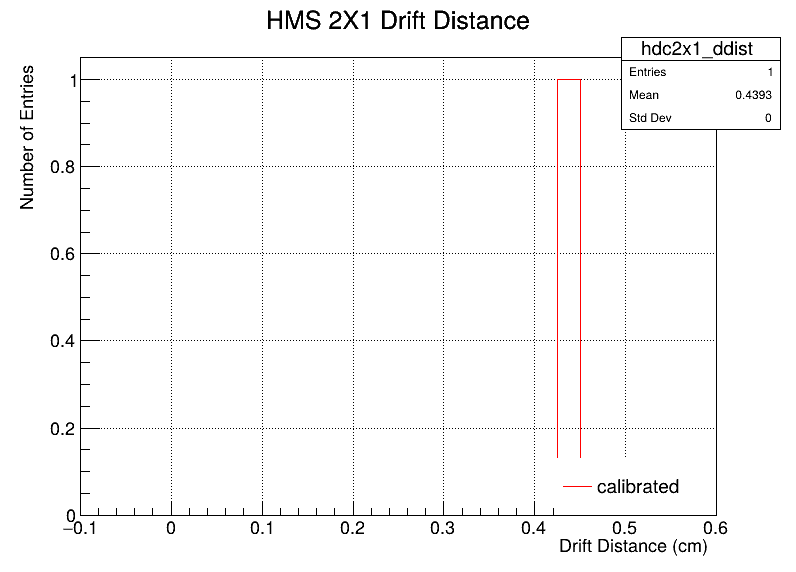 HMS 2X1 Drift Distance
hdc2x1_ddist
Entries 1
Mean 0.4393
Std Dev 0
Number of Entries
1
0.8
0.6
0.4
0.2
0
calibrated
−0.1 0 0.1 0.2 0.3 0.4 0.5 0.6
Drift Distance (cm)